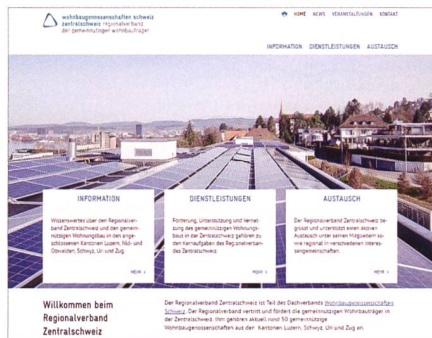 wohnbaugenossenschaften schweiz
zentralschweiz regionalverband
der gemeinnützigen wohnbauträger
HOME NEWS VERANSTALTUNGEN KONTAKT
INFORMATION DIENSTLEISTUNGEN AUSTAUSCH
INFORMATION
Wissenswertes über den Regionalver-
band Zentralschweiz und den gemein-
nützigen Wohnungsbau in den ange-
schlossenen Kantonen Luzern, Nid- und
Obwalden, Schwyz, Uri und Zug.
MEHR
DIENSTLEISTUNGEN
Förderung, Unterstützung und Vernet-
zung des gemeinnützigen Wohnungs-
baus in der Zentralschweiz gehören zu
den Kernaufgaben des Regionalverban-
des Zentralschweiz.
MEHR
AUSTAUSCH
Der Regionalverband Zentralschweiz be-
grüsst und unterstützt einen aktiven
Austausch unter seinen Mitgliedern so-
wie regional in verschiedenen Interes-
sengemeinschaften.
MEHR
Willkommen beim
Regionalverband
Zentralschweiz
Der Regionalverband Zentralschweiz ist Teil des Dachverbands Wohnbaugenossenschaften
Schweiz. Der Regionalverband vertritt und fördert die gemeinnützigen Wohnbauträger in
der Zentralschweiz. Ihm gehören aktuell rund 50 gemeinnützige
Wohnbaugenossenschaften aus den Kantonen Luzern, Schwyz, Uri und Zug an.